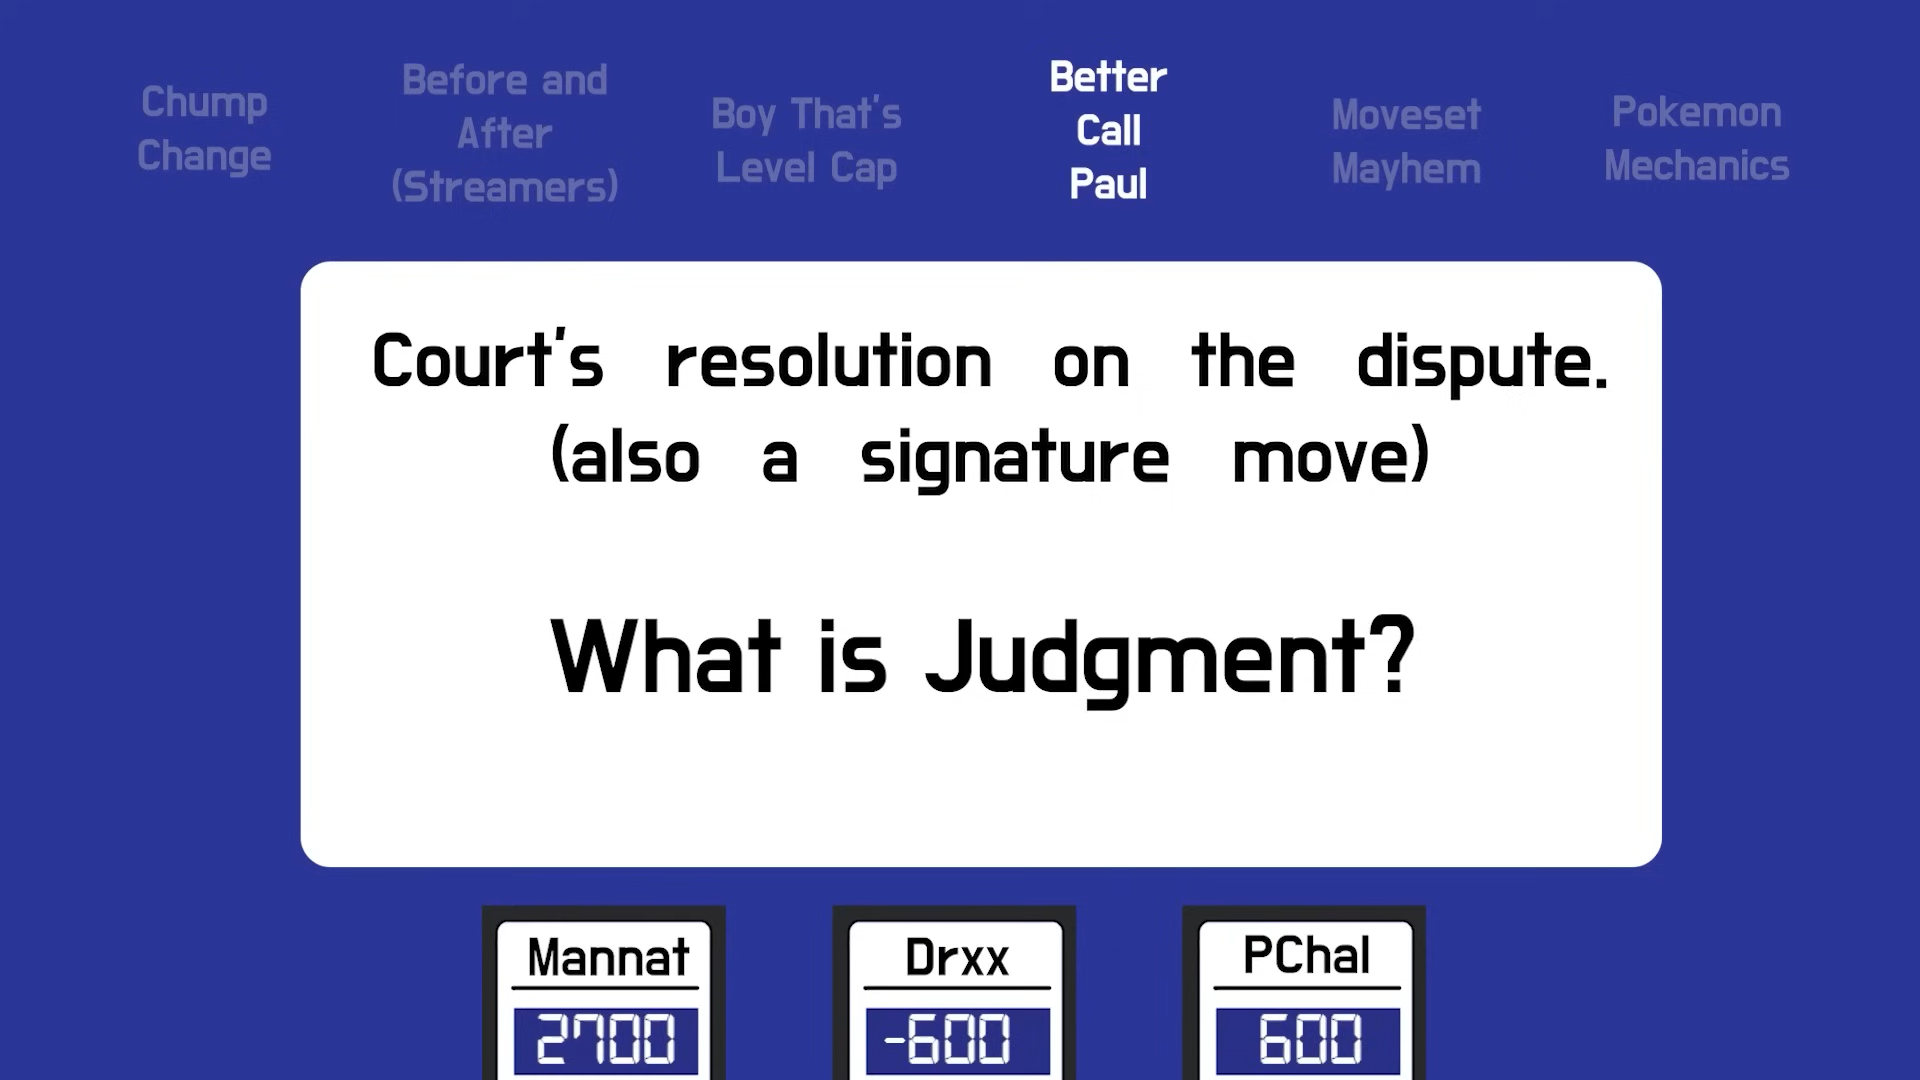 Chump
Change
Before and
After
(Streamers)
Boy That's
Level Cap
Better
Call
Paul
Moveset
Mayhem
Pokemon
Mechanics
Court's resolution on the dispute.
(also a signature move)
What is Judgment?
Mannat
2700
Drxx
-600
PChal
600